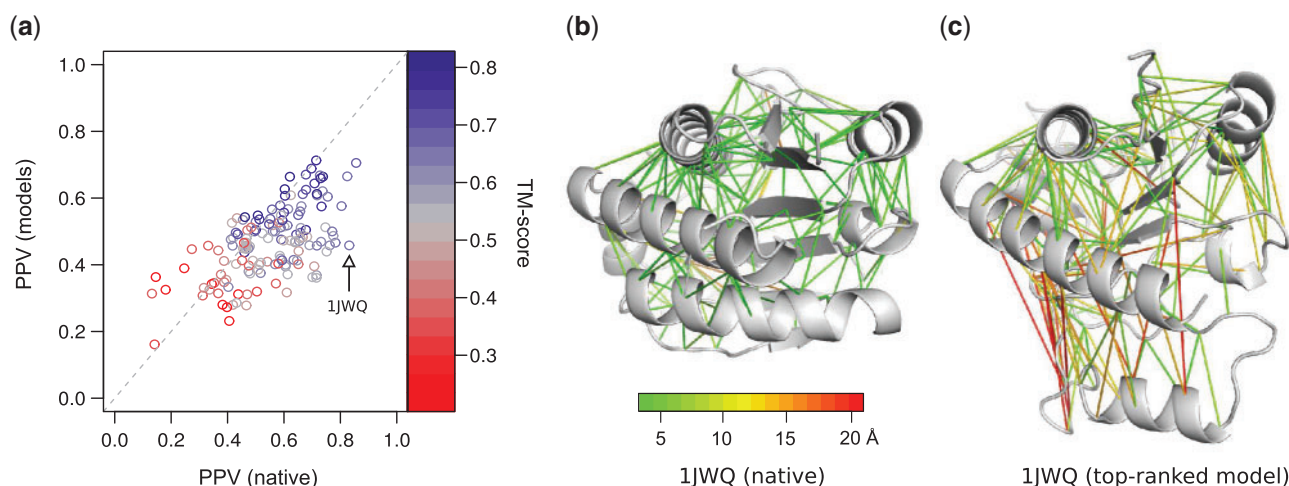 (a)
1.0
0.8
0.6
0.4
0.2
0.0
PPV (models)
0.0 0.2 0.4 0.6 0.8 1.0
PPV (native)
1JWQ
0.8
0.7
0.6
0.5
0.4
0.3
TM-score
(b)
5 10 15 20 Å
1JWQ (native)
(c)
1JWQ (top-ranked model)